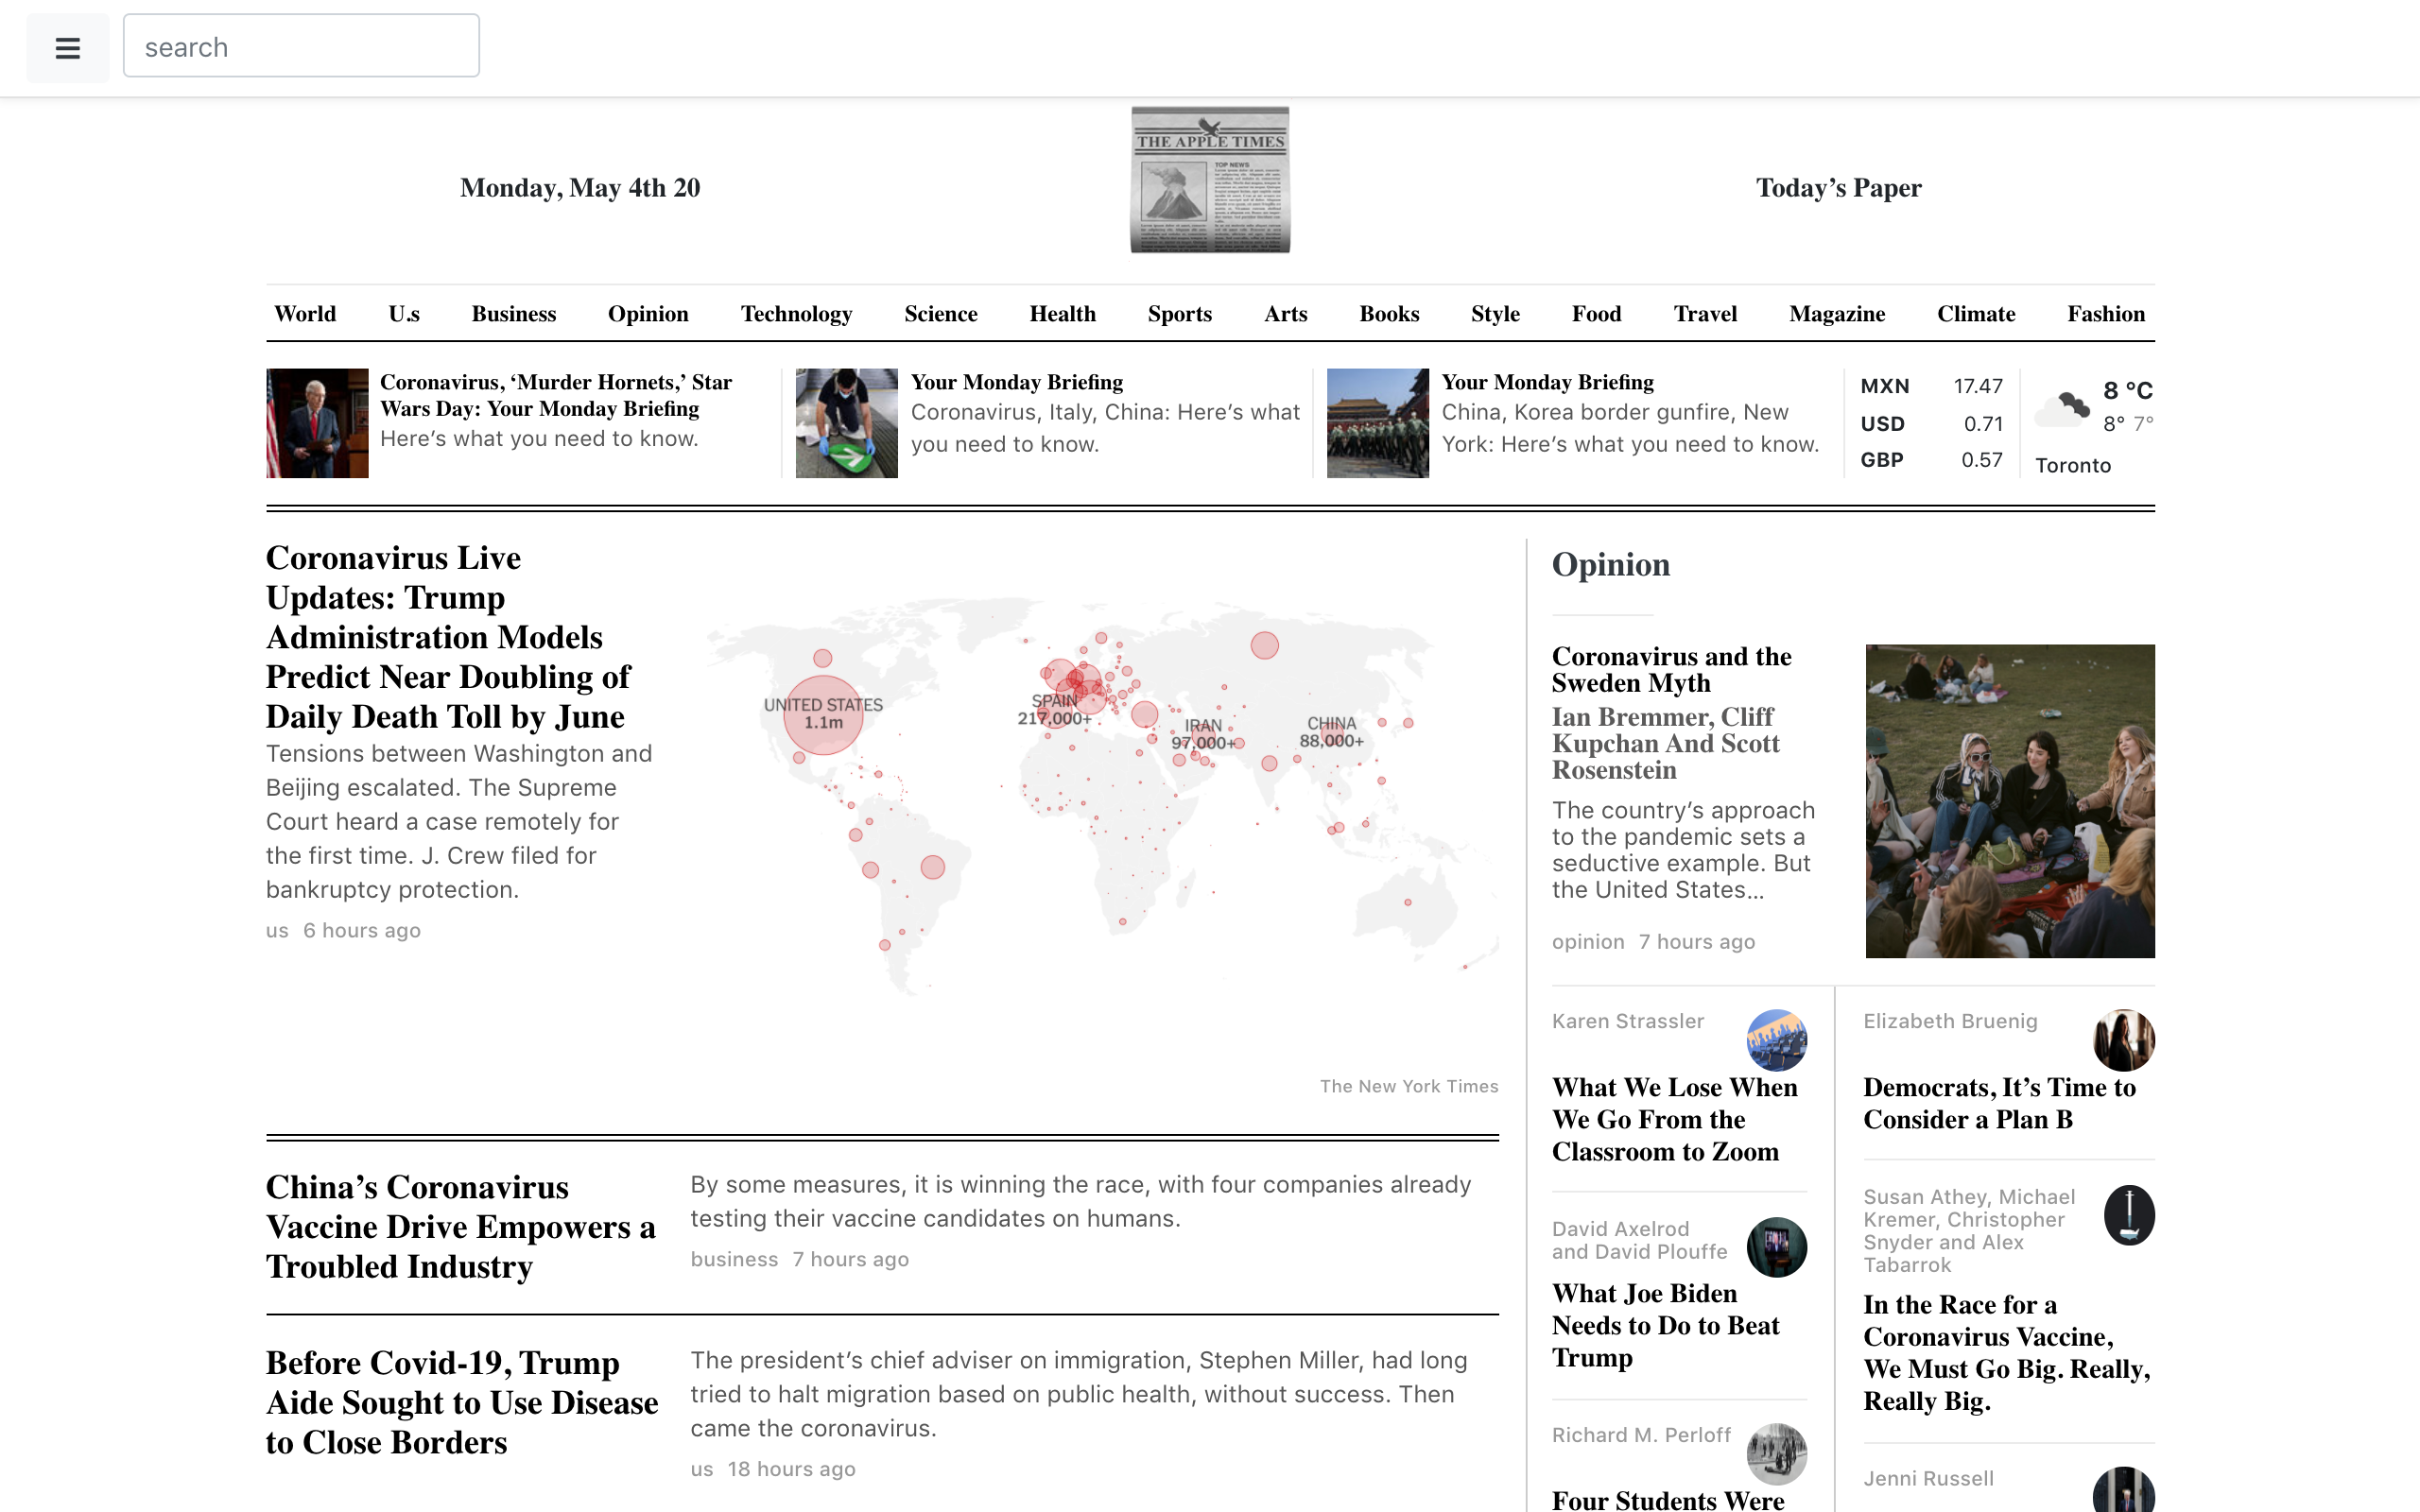 search
Monday, May 4th 20
THE APPLE TIMES
TOP NEWS
Today’s Paper
World U.s Business Opinion Technology Science Health Sports Arts Books Style Food Travel Magazine Climate Fashion
Coronavirus, ‘Murder Hornets,’ Star
Wars Day: Your Monday Briefing
Here’s what you need to know.
Your Monday Briefing
Coronavirus, Italy, China: Here’s what
you need to know.
Your Monday Briefing
China, Korea border gunfire, New
York: Here’s what you need to know.
MXN 17.47
USD 0.71
GBP 0.57
8 °C
8° 7°
Toronto
Coronavirus Live
Updates: Trump
Administration Models
Predict Near Doubling of
Daily Death Toll by June
Tensions between Washington and
Beijing escalated. The Supreme
Court heard a case remotely for
the first time. J. Crew filed for
bankruptcy protection.
us 6 hours ago
UNITED STATES
1.1m
SPAIN
217,000+
IRAN
97,000+
CHINA
88,000+
The New York Times
China’s Coronavirus
Vaccine Drive Empowers a
Troubled Industry
By some measures, it is winning the race, with four companies already
testing their vaccine candidates on humans.
business 7 hours ago
Before Covid-19, Trump
Aide Sought to Use Disease
to Close Borders
The president’s chief adviser on immigration, Stephen Miller, had long
tried to halt migration based on public health, without success. Then
came the coronavirus.
us 18 hours ago
Opinion
Coronavirus and the
Sweden Myth
Ian Bremmer, Cliff
Kupchan And Scott
Rosenstein
The country’s approach
to the pandemic sets a
seductive example. But
the United States...
opinion 7 hours ago
Karen Strassler
What We Lose When
We Go From the
Classroom to Zoom
David Axelrod
and David Plouffe
What Joe Biden
Needs to Do to Beat
Trump
Richard M. Perloff
Four Students Were
Elizabeth Bruenig
Democrats, It’s Time to
Consider a Plan B
Susan Athey, Michael
Kremer, Christopher
Snyder and Alex
Tabarrok
In the Race for a
Coronavirus Vaccine,
We Must Go Big. Really,
Really Big.
Jenni Russell